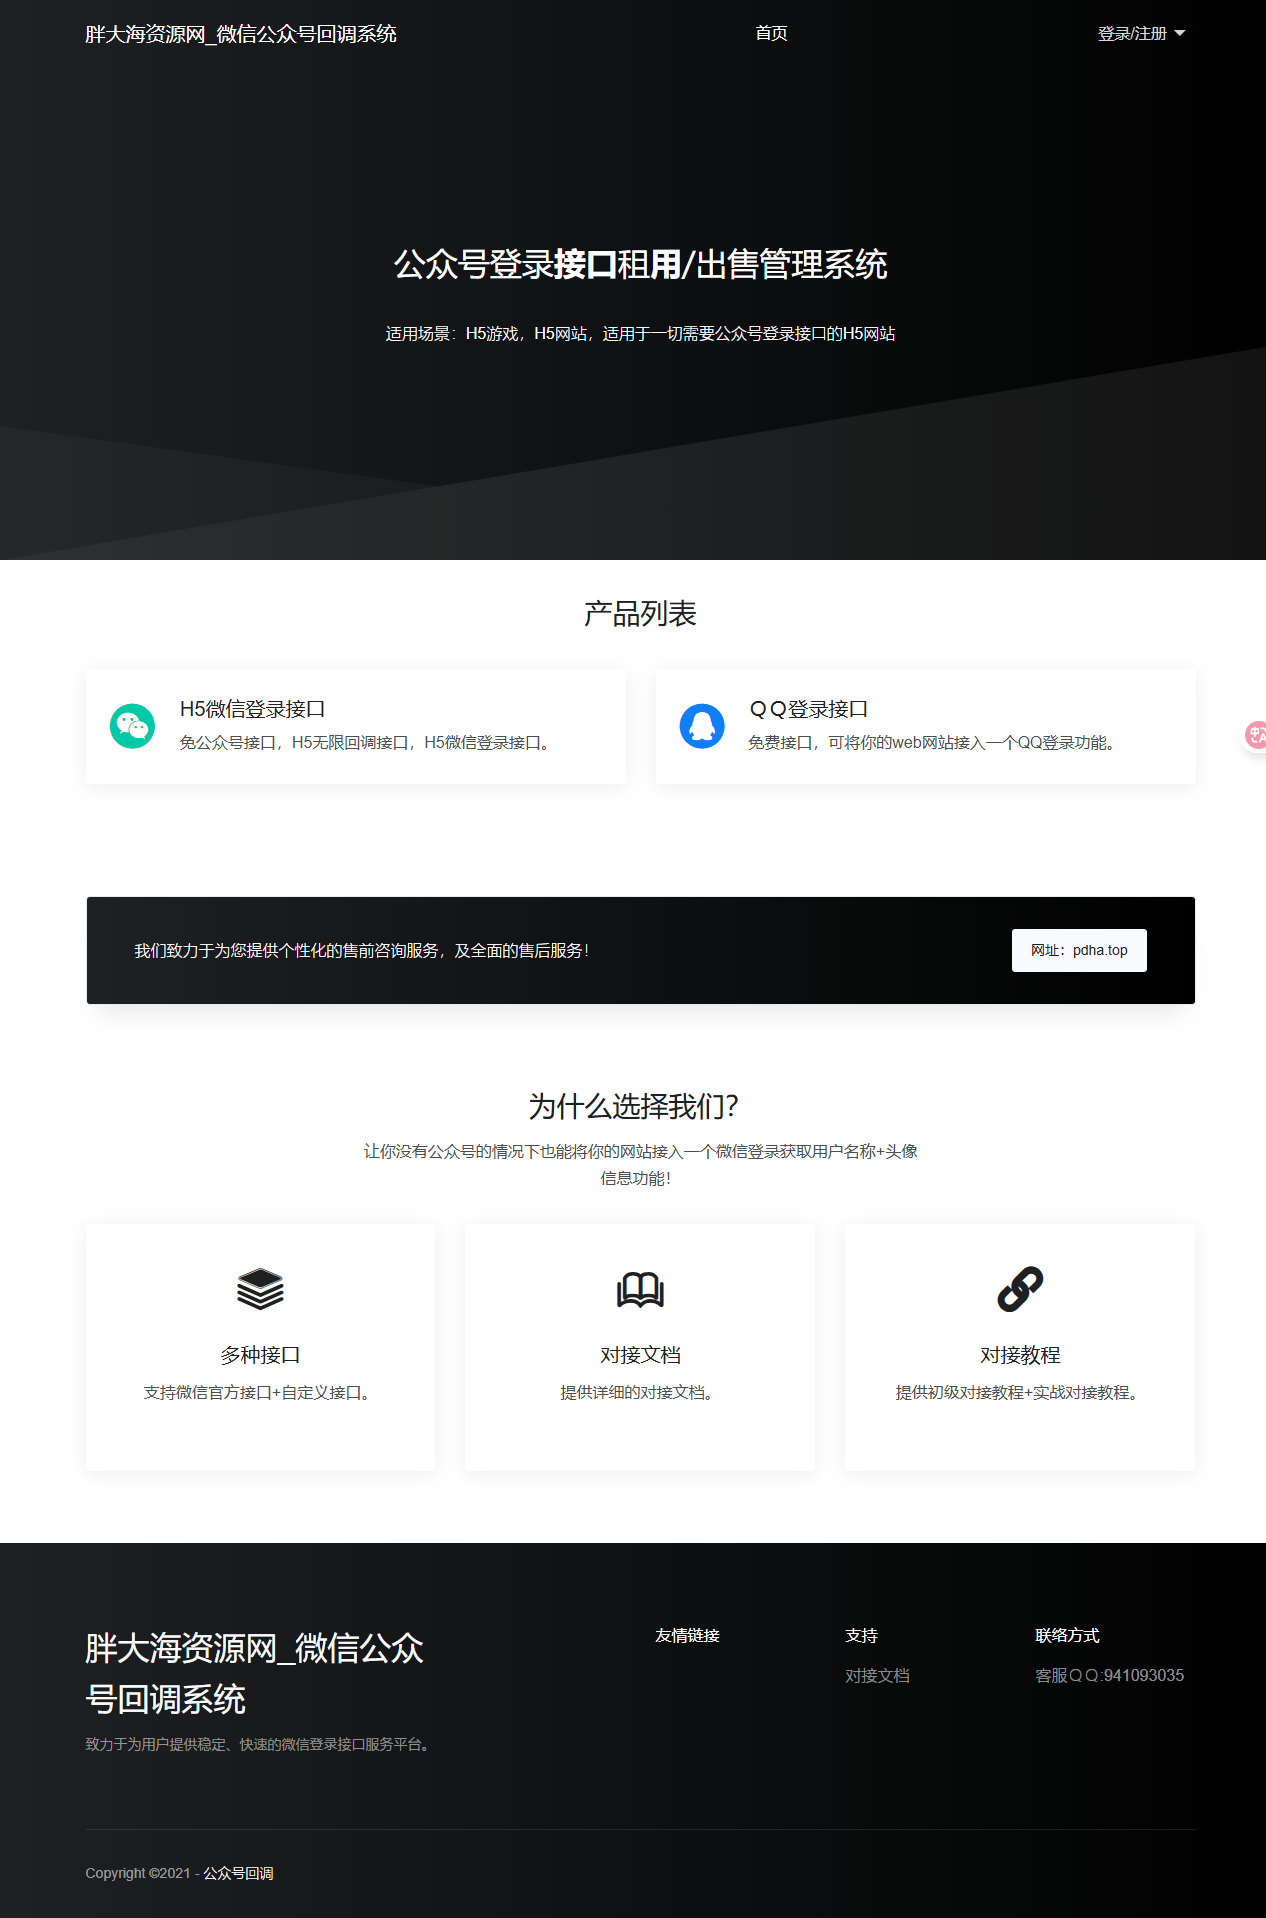 胖大海资源网_微信公众号回调系统
首页
登录/注册
公众号登录接口租用/出售管理系统
适用场景：H5游戏，H5网站，适用于一切需要公众号登录接口的H5网站
产品列表
H5微信登录接口
免公众号接口，H5无限回调接口，H5微信登录接口。
ＱＱ登录接口
免费接口，可将你的web网站接入一个QQ登录功能。
我们致力于为您提供个性化的售前咨询服务，及全面的售后服务！
网址：pdha.top
为什么选择我们？
让你没有公众号的情况下也能将你的网站接入一个微信登录获取用户名称+头像
信息功能！
多种接口
支持微信官方接口+自定义接口。
对接文档
提供详细的对接文档。
对接教程
提供初级对接教程+实战对接教程。
胖大海资源网_微信公众
号回调系统
致力于为用户提供稳定、快速的微信登录接口服务平台。
友情链接
支持
对接文档
联络方式
客服ＱＱ:941093035
Copyright ©2021 - 公众号回调